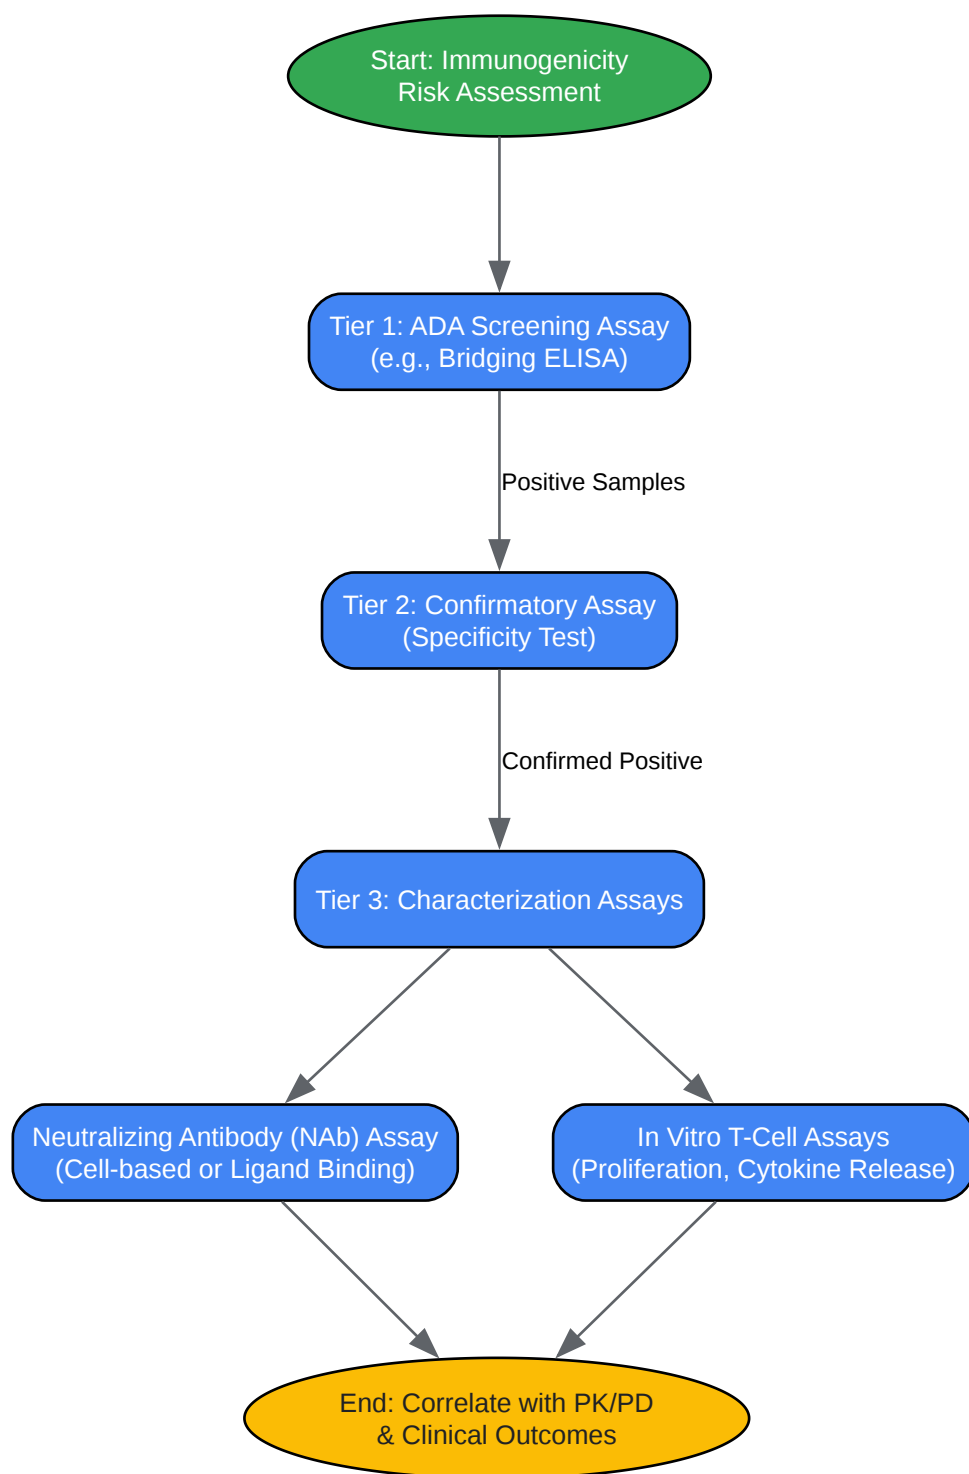 Start: Immunogenicity
Risk Assessment
Tier 1: ADA Screening Assay
(e.g., Bridging ELISA)
Positive Samples
Tier 2: Confirmatory Assay
(Specificity Test)
Confirmed Positive
Tier 3: Characterization Assays
Neutralizing Antibody (NAb) Assay
(Cell-based or Ligand Binding)
In Vitro T-Cell Assays
(Proliferation, Cytokine Release)
End: Correlate with PK/PD
& Clinical Outcomes